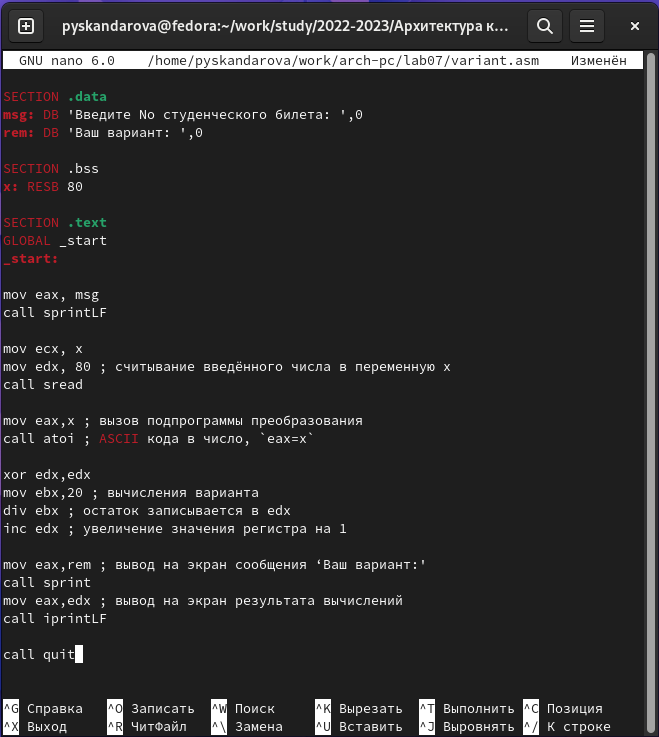 pyskandarova@fedora:~/work/study/2022-2023/Архитектура к...
GNU nano 6.0 /home/pyskandarova/work/arch-pc/lab07/variant.asm Изменён
SECTION .data
msg: DB 'Введите No студенческого билета: ',0
rem: DB 'Ваш вариант: ',0
SECTION .bss
x: RESB 80
SECTION .text
GLOBAL _start
_start:
mov eax, msg
call sprintLF
mov ecx, x
mov edx, 80 ; считывание введённого числа в переменную x
call sread
mov eax,x ; вызов подпрограммы преобразования
call atoi ; ASCII кода в число, `eax=x`
xor edx,edx
mov ebx,20 ; вычисления варианта
div ebx ; остаток записывается в edx
inc edx ; увеличение значения регистра на 1
mov eax,rem ; вывод на экран сообщения ‘Ваш вариант:'
call sprint
mov eax,edx ; вывод на экран результата вычислений
call iprintLF
call quit
^G Справка ^O Записать ^W Поиск ^K Вырезать ^T Выполнить ^C Позиция
^X Выход ^R ЧитФайл ^\ Замена ^U Вставить ^J Выровнять ^/ К строке